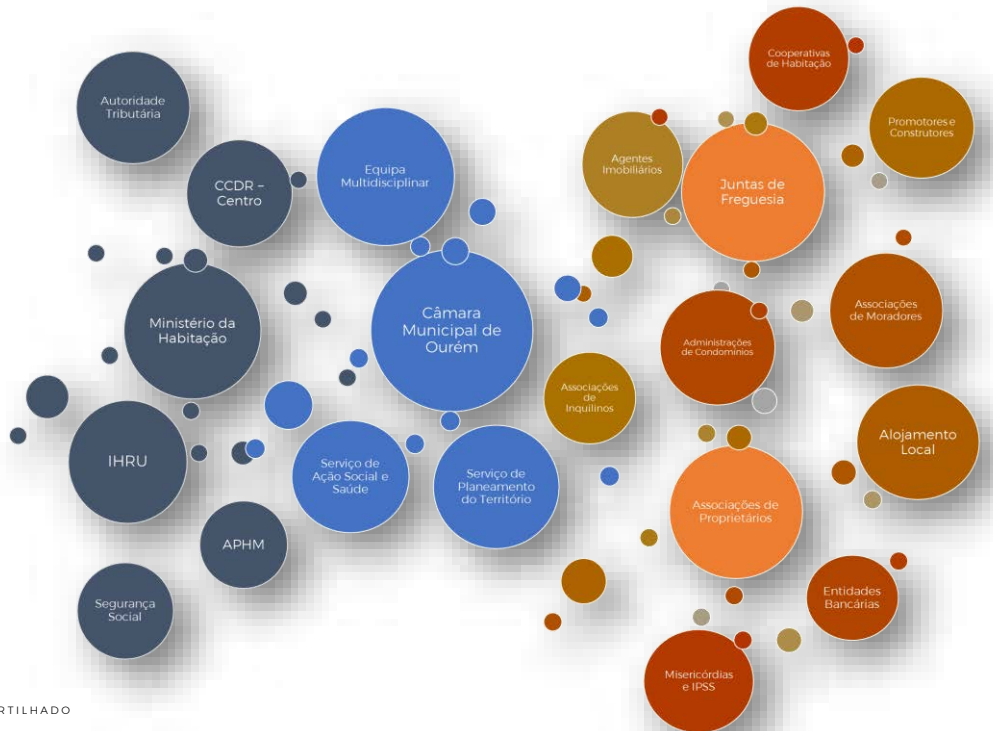 Cooperativas
de Habitação
Autoridade
Tributária
Promotores e
Construtores
Agentes
Imobiliários
Equipa
Multidisciplinar
CCDR –
Centro
Juntas de
Freguesia
Ministério da
Habitação
Câmara
Municipal de
Ourém
Associações
de Moradores
Administrações
de Condomínios
Associações
de
Inquilinos
Alojamento
Local
IHRU
Serviço de
Ação Social e
Saúde
Serviço de
Planeamento
do Território
Associações de
Proprietários
APHM
Segurança
Social
Entidades
Bancárias
Misericórdias
e IPSS
RTILHADO